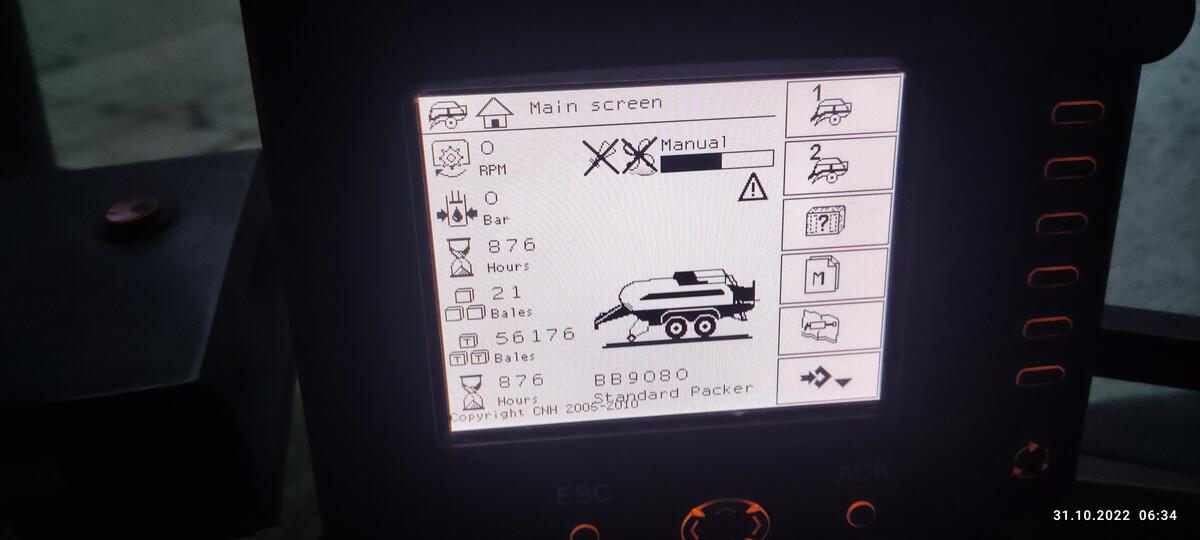 Main screen
1
0
RPM
Manual
2
0
Bar
?
876
Hours
M
21
Bales
T
56176
T T Bales
876
BB9080
Hours
Standard Packer
Copyright CNH 2005-2010
ESC
ACK
31.10.2022 06:34